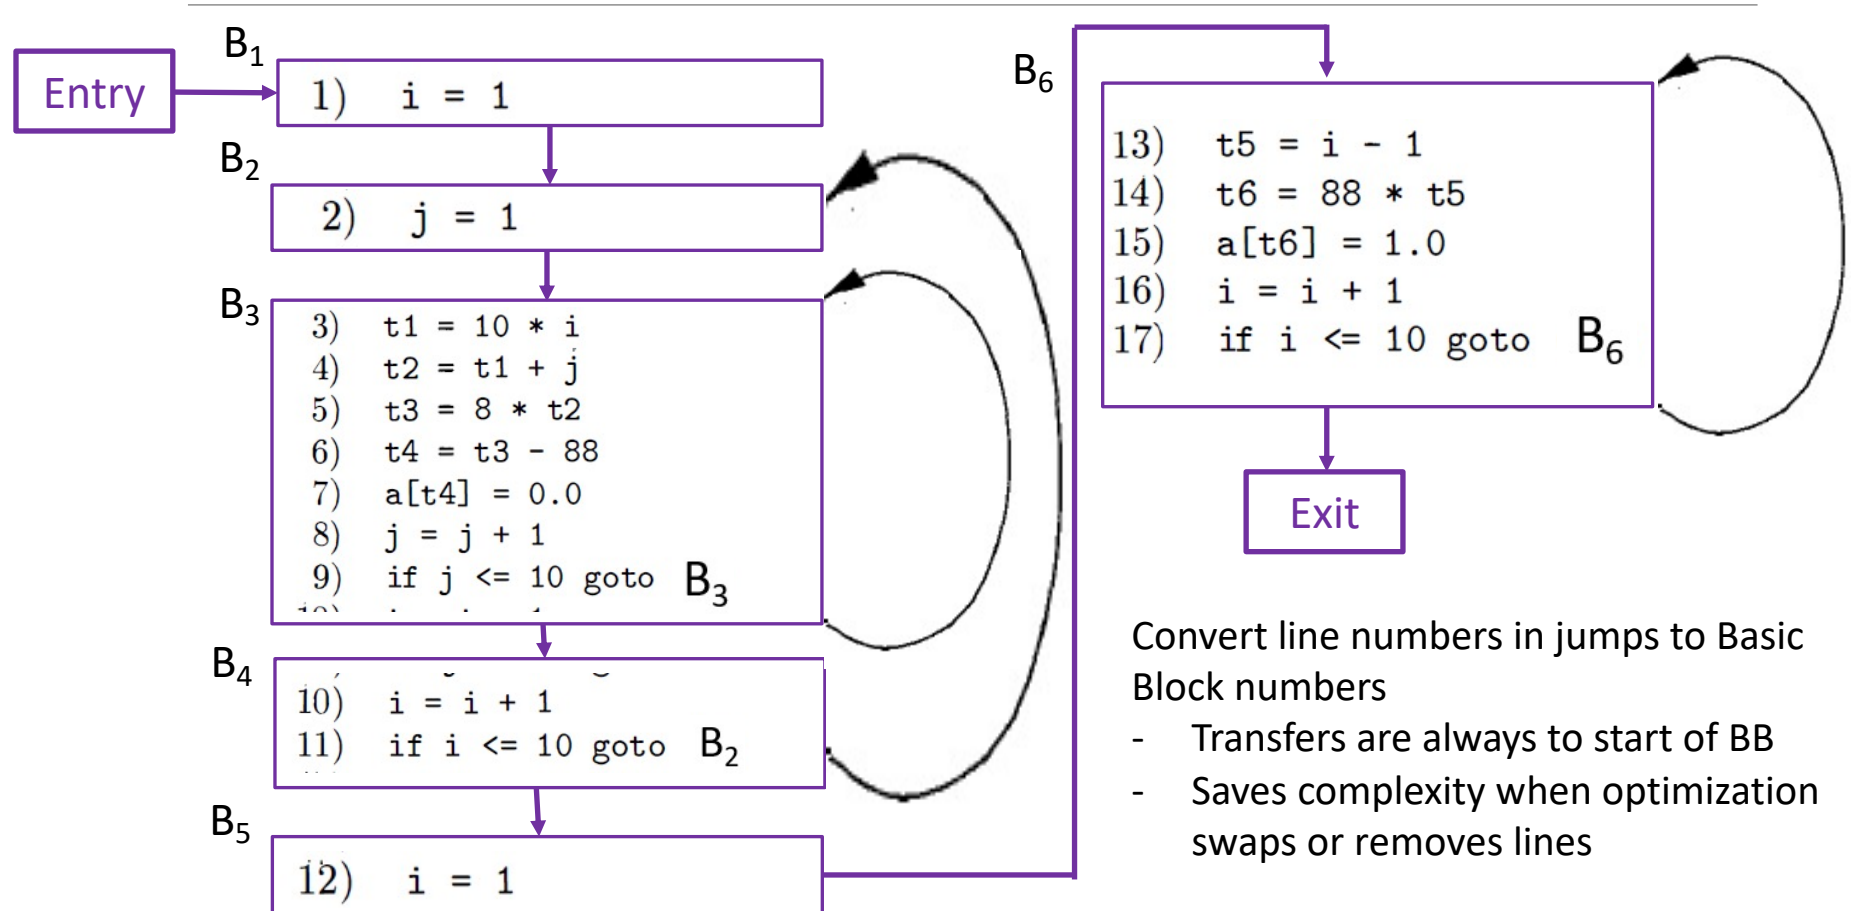 Entry
B₁
1) i = 1
B₂
2) j = 1
B₃
3) t1 = 10 * i
4) t2 = t1 + j
5) t3 = 8 * t2
6) t4 = t3 - 88
7) a[t4] = 0.0
8) j = j + 1
9) if j <= 10 goto B₃
B₄
10) i = i + 1
11) if i <= 10 goto B₂
B₅
12) i = 1
B₆
13) t5 = i - 1
14) t6 = 88 * t5
15) a[t6] = 1.0
16) i = i + 1
17) if i <= 10 goto B₆
Exit
Convert line numbers in jumps to Basic
Block numbers
- Transfers are always to start of BB
- Saves complexity when optimization
swaps or removes lines